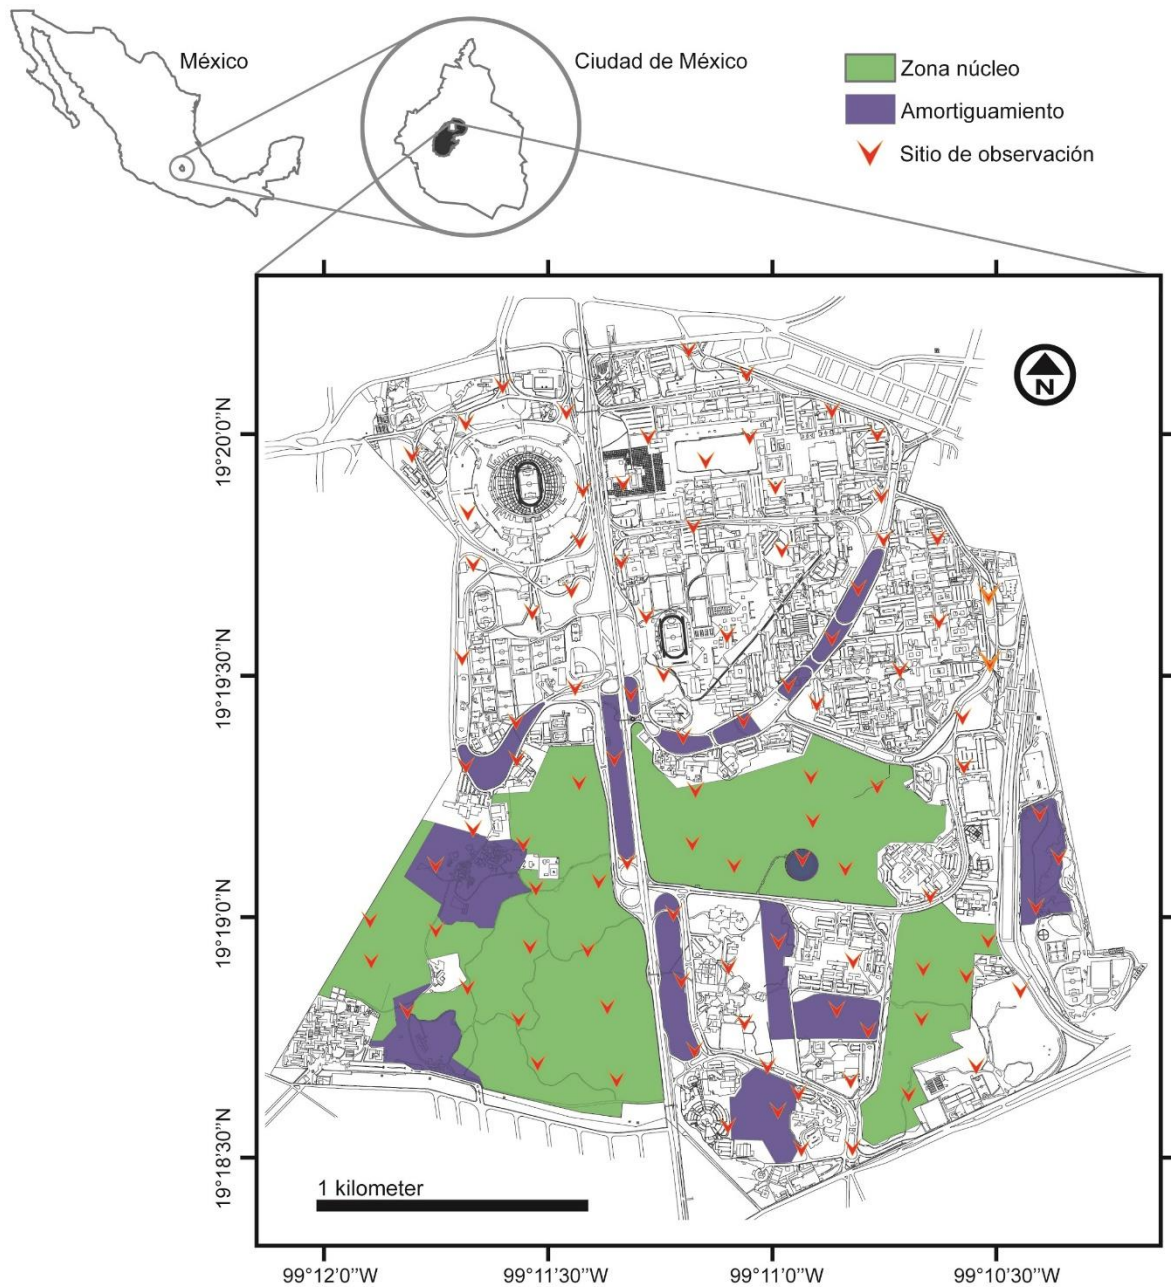 México
Ciudad de México
Zona núcleo
Amortiguamiento
Sitio de observación
N
19°20'0''N
19°19'30''N
19°19'0''N
19°18'30''N
1 kilometer
99°12'0''W
99°11'30''W
99°11'0''W
99°10'30''W